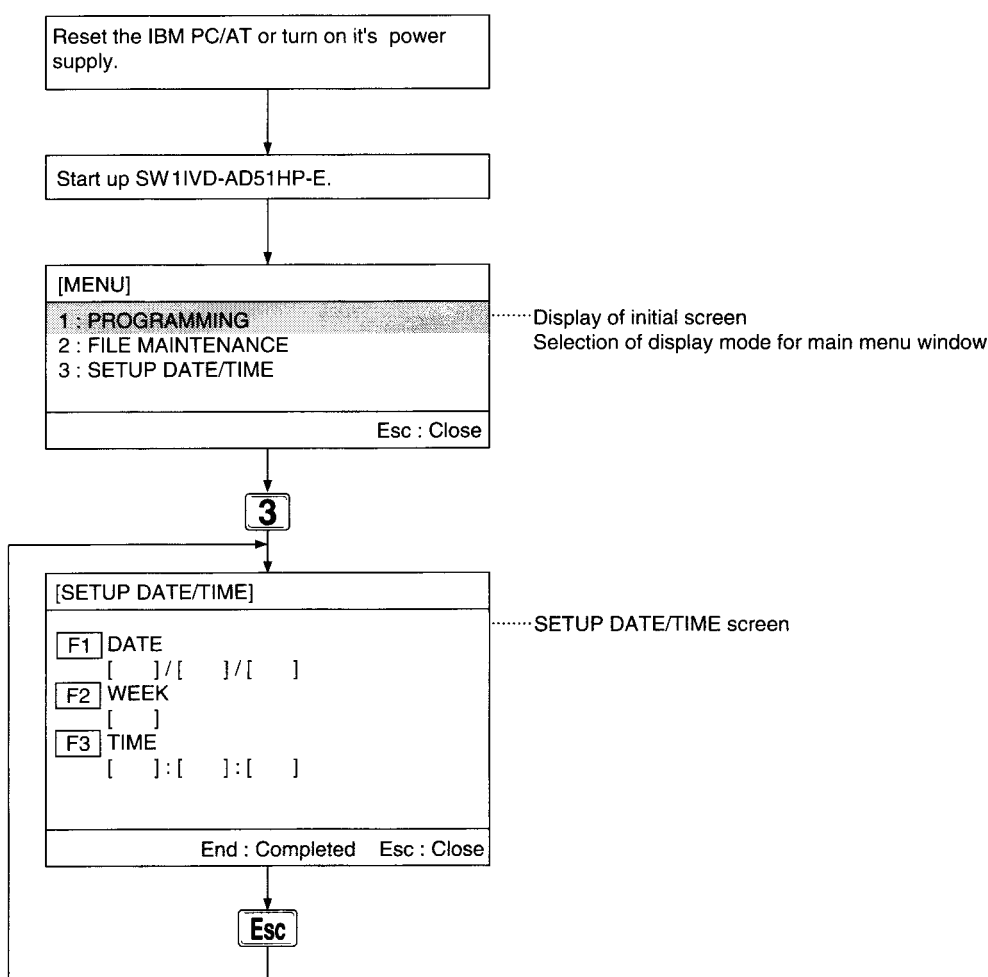 Reset the IBM PC/AT or turn on it's power
supply.
Start up SW1IVD-AD51HP-E.
[MENU]
1 : PROGRAMMING
2 : FILE MAINTENANCE
3 : SETUP DATE/TIME
Esc : Close
Display of initial screen
Selection of display mode for main menu window
3
[SETUP DATE/TIME]
F1 DATE
[ ] / [ ] / [ ]
F2 WEEK
[ ]
F3 TIME
[ ] : [ ] : [ ]
End : Completed Esc : Close
SETUP DATE/TIME screen
Esc